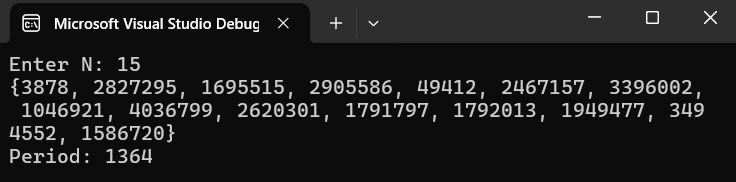 Microsoft Visual Studio Debug
Enter N: 15
{3878, 2827295, 1695515, 2905586, 49412, 2467157, 3396002,
1046921, 4036799, 2620301, 1791797, 1792013, 1949477, 349
4552, 1586720}
Period: 1364